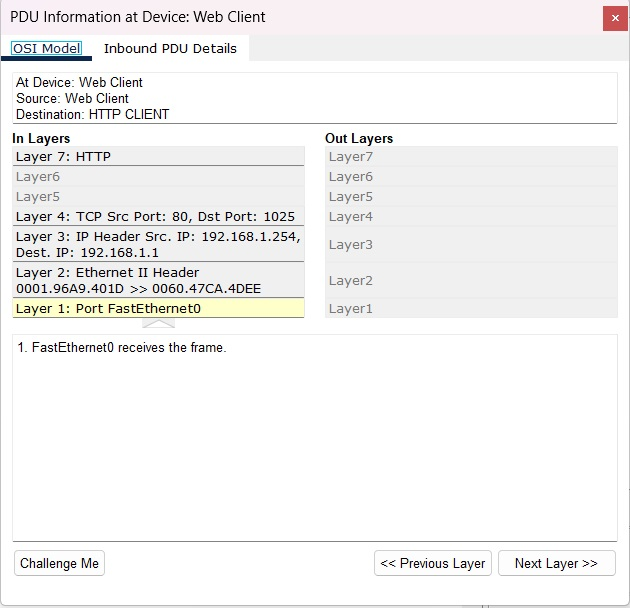 PDU Information at Device: Web Client
×
OSI Model
Inbound PDU Details
At Device: Web Client
Source: Web Client
Destination: HTTP CLIENT
In Layers
Layer 7: HTTP
Layer6
Layer5
Layer 4: TCP Src Port: 80, Dst Port: 1025
Layer 3: IP Header Src. IP: 192.168.1.254,
Dest. IP: 192.168.1.1
Layer 2: Ethernet II Header
0001.96A9.401D >> 0060.47CA.4DEE
Layer 1: Port FastEthernet0
Out Layers
Layer7
Layer6
Layer5
Layer4
Layer3
Layer2
Layer1
1. FastEthernet0 receives the frame.
Challenge Me
<< Previous Layer
Next Layer >>